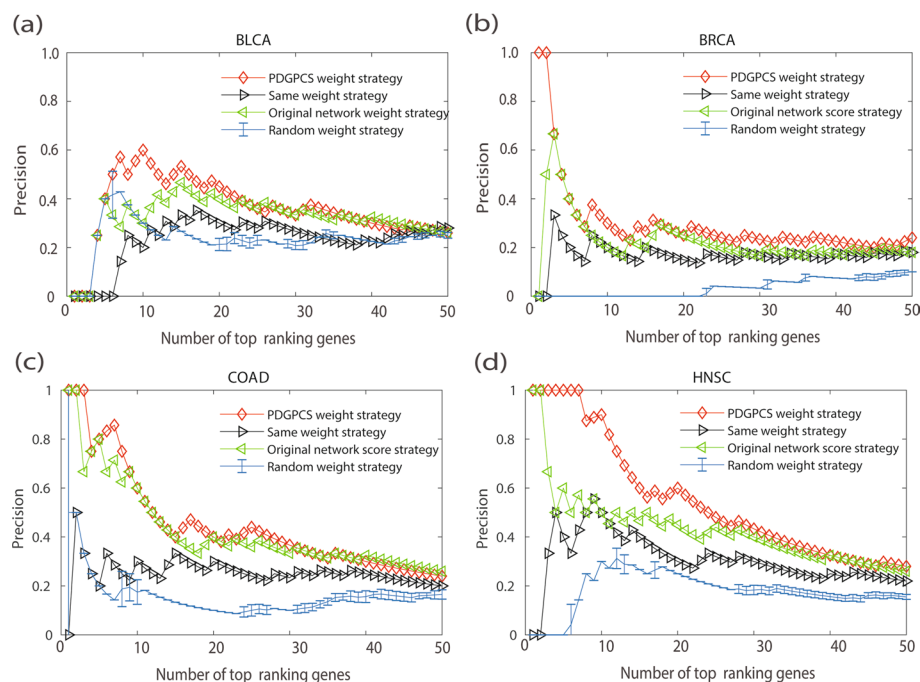 (a)
BLCA
1.0
0.8
0.6
0.4
0.2
0
Precision
PDGPCS weight strategy
Same weight strategy
Original network weight strategy
Random weight strategy
0 10 20 30 40 50
Number of top ranking genes
(b)
BRCA
1.0
0.8
0.6
0.4
0.2
0
Precision
PDGPCS weight strategy
Same weight strategy
Original network score strategy
Random weight strategy
0 10 20 30 40 50
Number of top ranking genes
(c)
COAD
1
0.8
0.6
0.4
0.2
0
Precision
PDGPCS weight strategy
Same weight strategy
Original network score strategy
Random weight strategy
0 10 20 30 40 50
Number of top ranking genes
(d)
HNSC
1
0.8
0.6
0.4
0.2
0
Precision
PDGPCS weight strategy
Same weight strategy
Original network score strategy
Random weight strategy
0 10 20 30 40 50
Number of top ranking genes